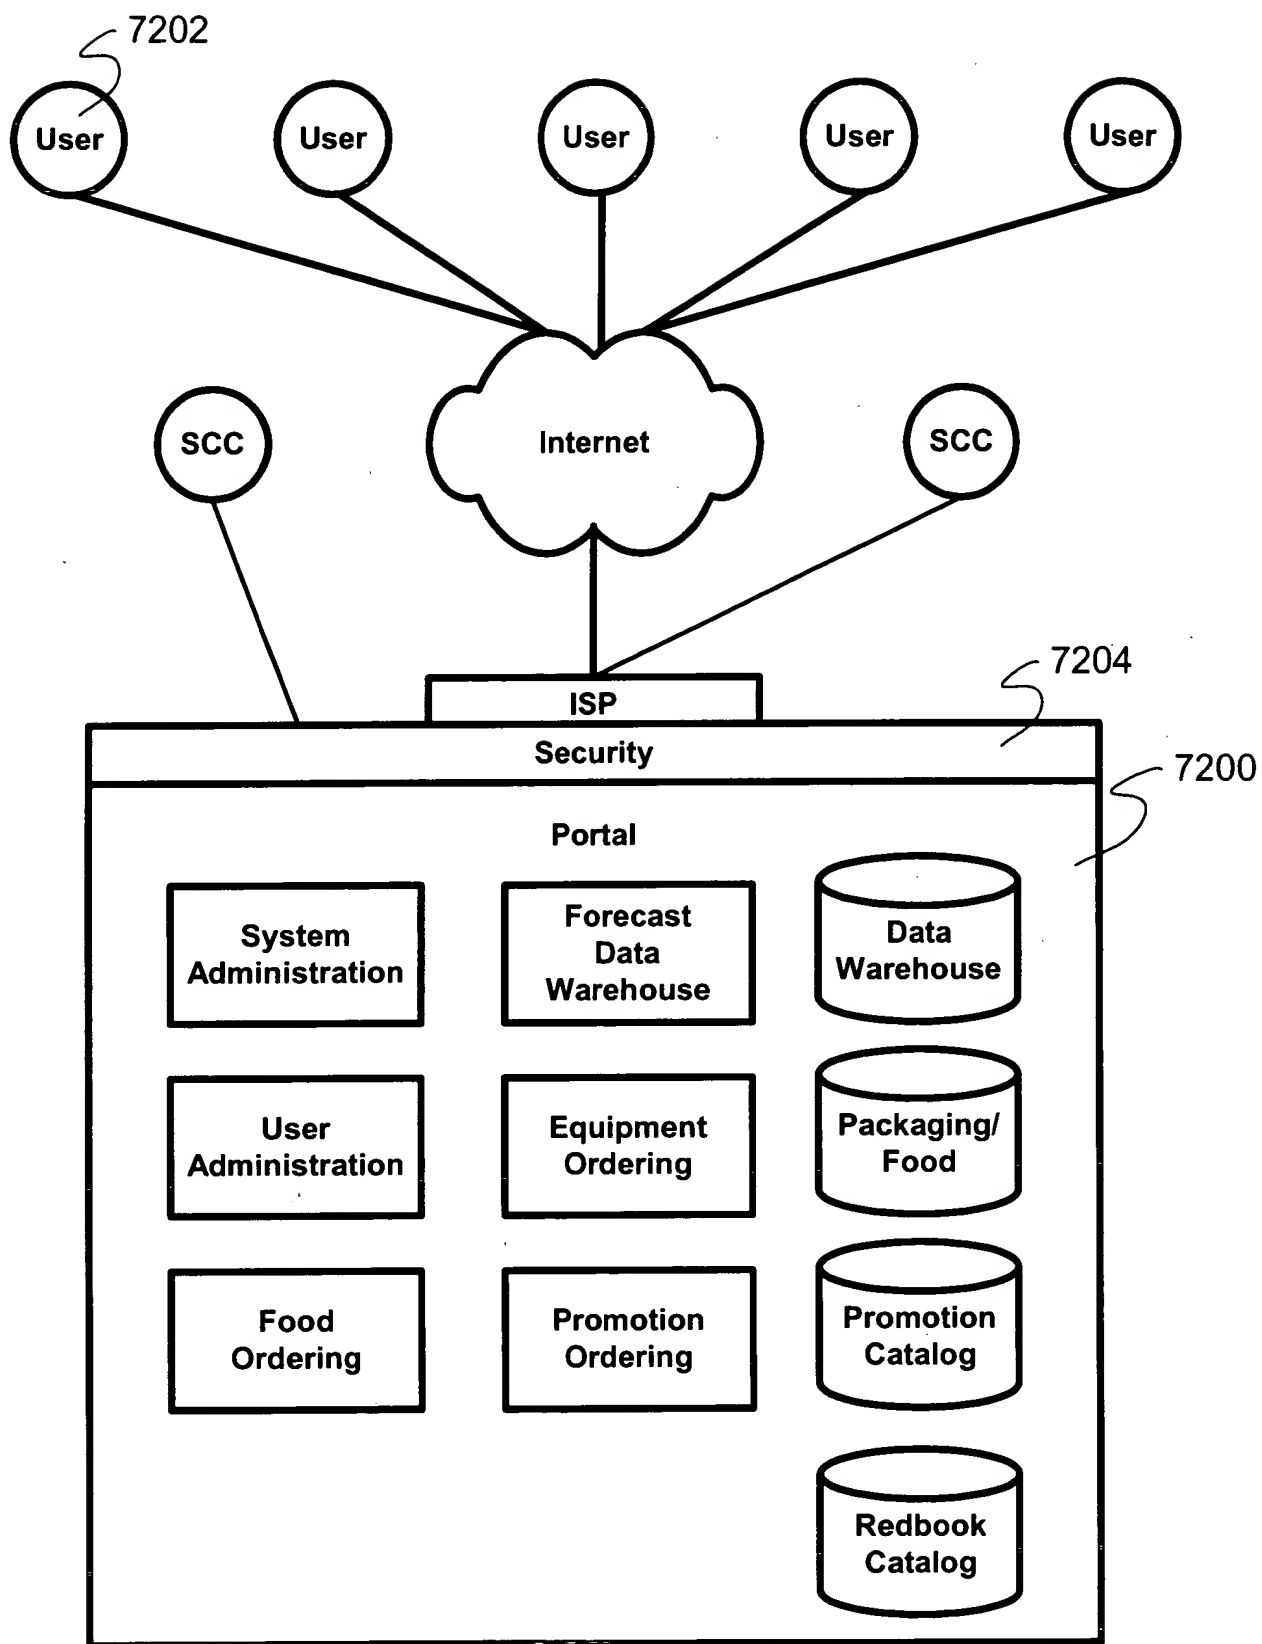 7202
User
User
User
User
User
SCC
Internet
SCC
7204
ISP
Security
7200
Portal
System
Administration
Forecast
Data
Warehouse
Data
Warehouse
User
Administration
Equipment
Ordering
Packaging/
Food
Food
Ordering
Promotion
Ordering
Promotion
Catalog
Redbook
Catalog